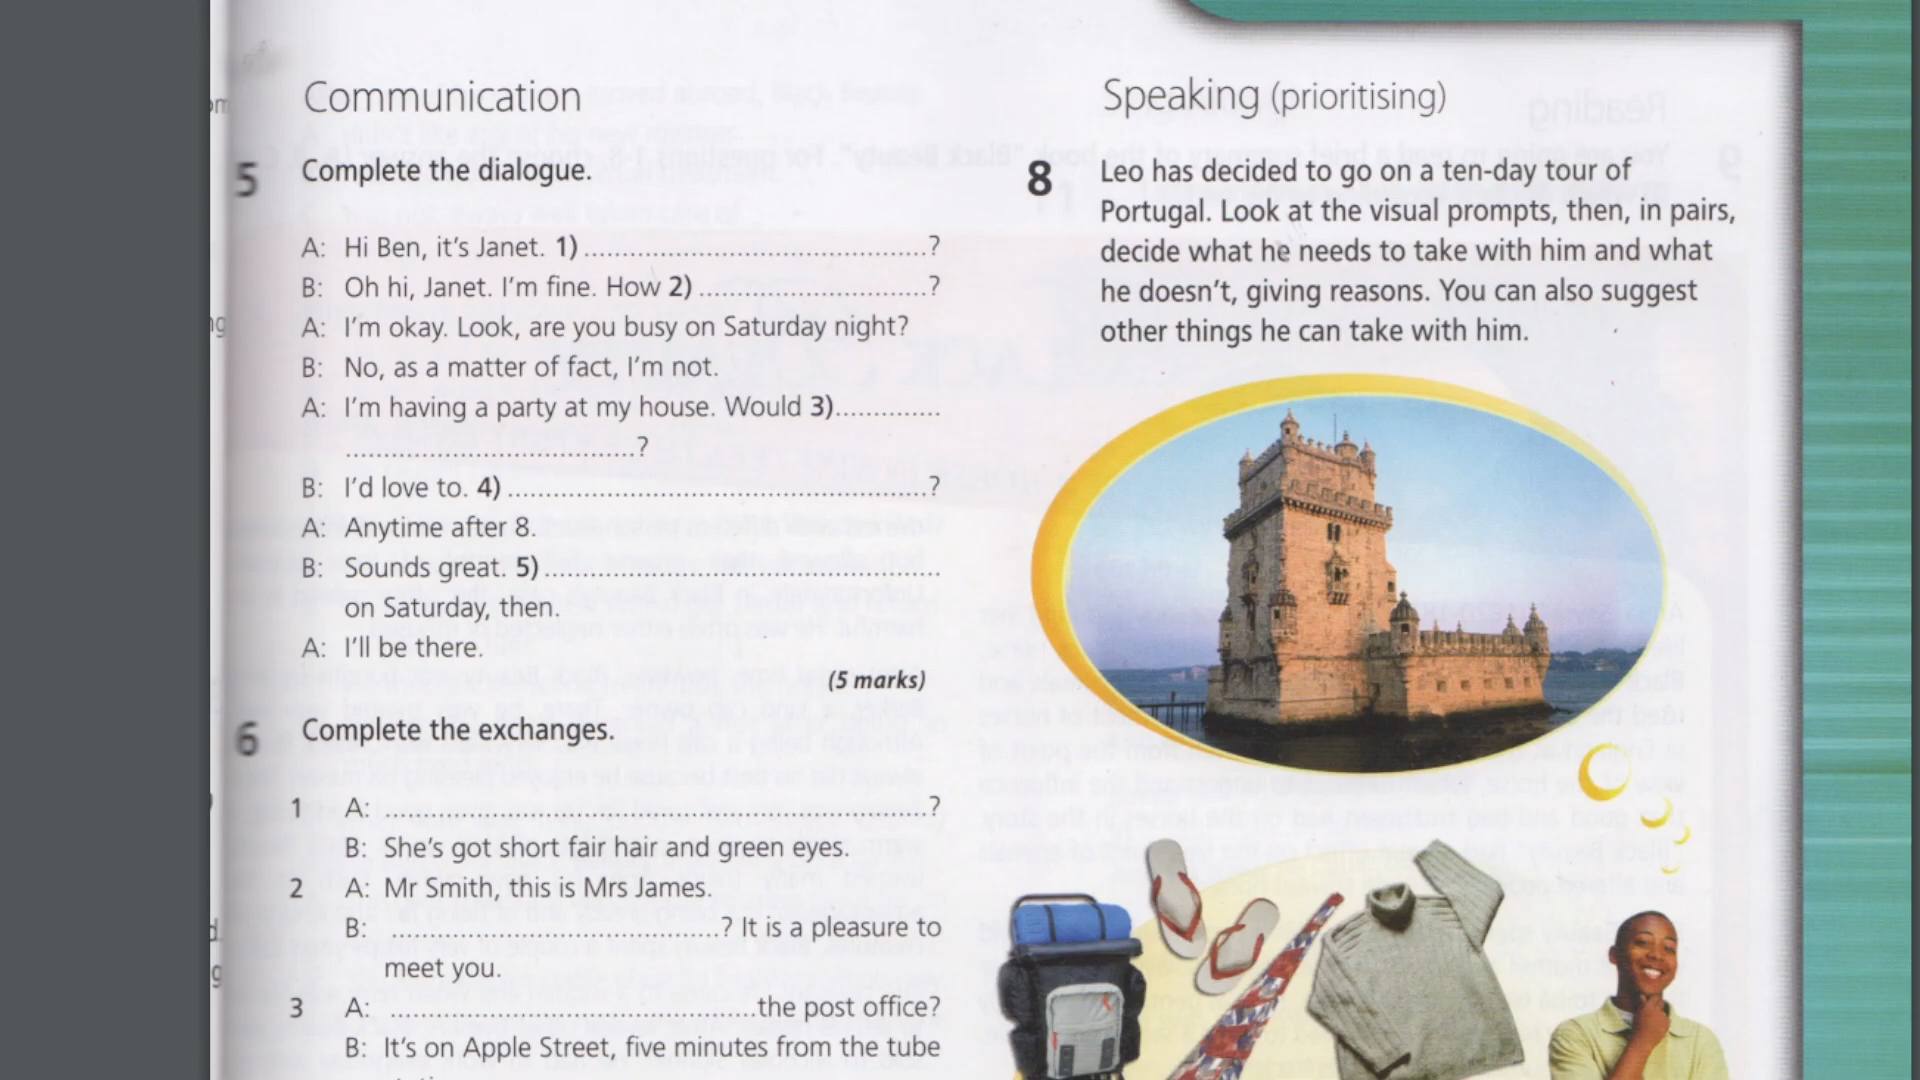 Communication
5 Complete the dialogue.
A: Hi Ben, it's Janet. 1) ....................................................?
B: Oh hi, Janet. I'm fine. How 2) ..................................?
A: I'm okay. Look, are you busy on Saturday night?
B: No, as a matter of fact, I'm not.
A: I'm having a party at my house. Would 3)..............
...........................................?
B: I'd love to. 4) ...............................................................?
A: Anytime after 8.
B: Sounds great. 5) ...........................................................
on Saturday, then.
A: I'll be there.
(5 marks)
6 Complete the exchanges.
1 A: ....................................................................................?
B: She's got short fair hair and green eyes.
2 A: Mr Smith, this is Mrs James.
B: .................................................? It is a pleasure to
meet you.
3 A: ......................................................the post office?
B: It's on Apple Street, five minutes from the tube
Speaking (prioritising)
8 Leo has decided to go on a ten-day tour of
Portugal. Look at the visual prompts, then, in pairs,
decide what he needs to take with him and what
he doesn't, giving reasons. You can also suggest
other things he can take with him.